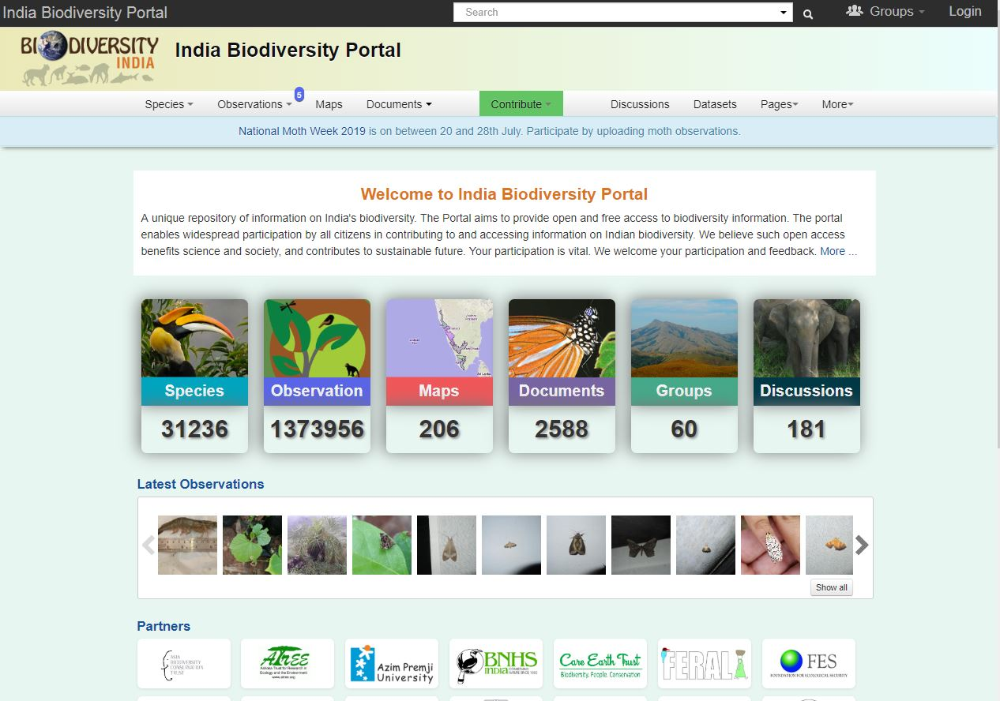 India Biodiversity Portal
Search
Groups
Login
BIODIVERSITY
INDIA
India Biodiversity Portal
Species
Observations
5
Maps
Documents
Contribute
Discussions
Datasets
Pages
More
National Moth Week 2019 is on between 20 and 28th July. Participate by uploading moth observations.
Welcome to India Biodiversity Portal
A unique repository of information on India's biodiversity. The Portal aims to provide open and free access to biodiversity information. The portal
enables widespread participation by all citizens in contributing to and accessing information on Indian biodiversity. We believe such open access
benefits science and society, and contributes to sustainable future. Your participation is vital. We welcome your participation and feedback. More ...
Species
Observation
Maps
Documents
Groups
Discussions
31236
1373956
206
2588
60
181
Latest Observations
Show all
Partners
ASIA
BIODIVERSITY
CONSERVATION
TRUST
ATREE
Ashoka Trust for Research in
Ecology and the Environment
www.atree.org
Azim Premji
University
BNHS
India
CONSERVING
NATURE SINCE 1883
Care Earth Trust
Biodiversity. People. Conservation
FERAL
FES
FOUNDATION FOR ECOLOGICAL SECURITY